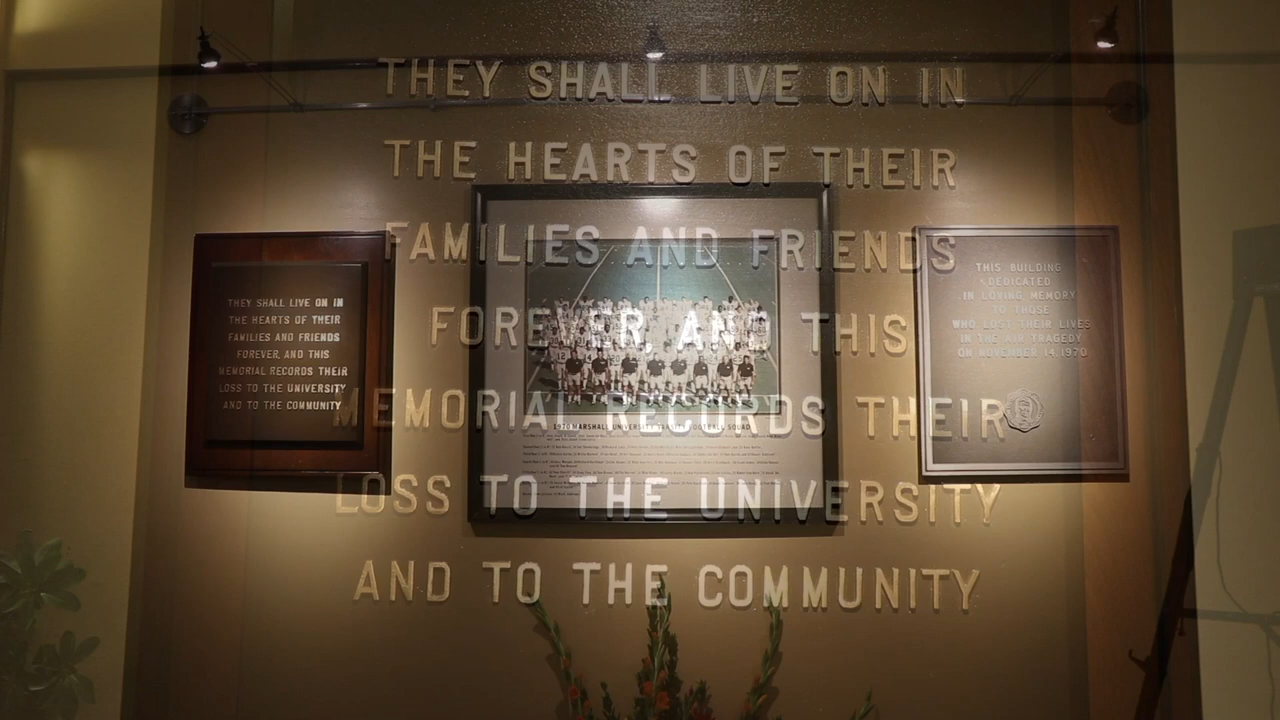 THEY SHALL LIVE ON IN
THE HEARTS OF THEIR
FAMILIES AND FRIENDS
FOREVER, AND THIS
MEMORIAL RECORDS THEIR
LOSS TO THE UNIVERSITY
AND TO THE COMMUNITY
THEY SHALL LIVE ON IN
THE HEARTS OF THEIR
FAMILIES AND FRIENDS
FOREVER, AND THIS
MEMORIAL RECORDS THEIR
LOSS TO THE UNIVERSITY
AND TO THE COMMUNITY
1970 MARSHALL UNIVERSITY VARSITY FOOTBALL SQUAD
THIS BUILDING
DEDICATED
IN LOVING MEMORY
TO THOSE
WHO LOST THEIR LIVES
IN THE AIR TRAGEDY
ON NOVEMBER 14, 1970